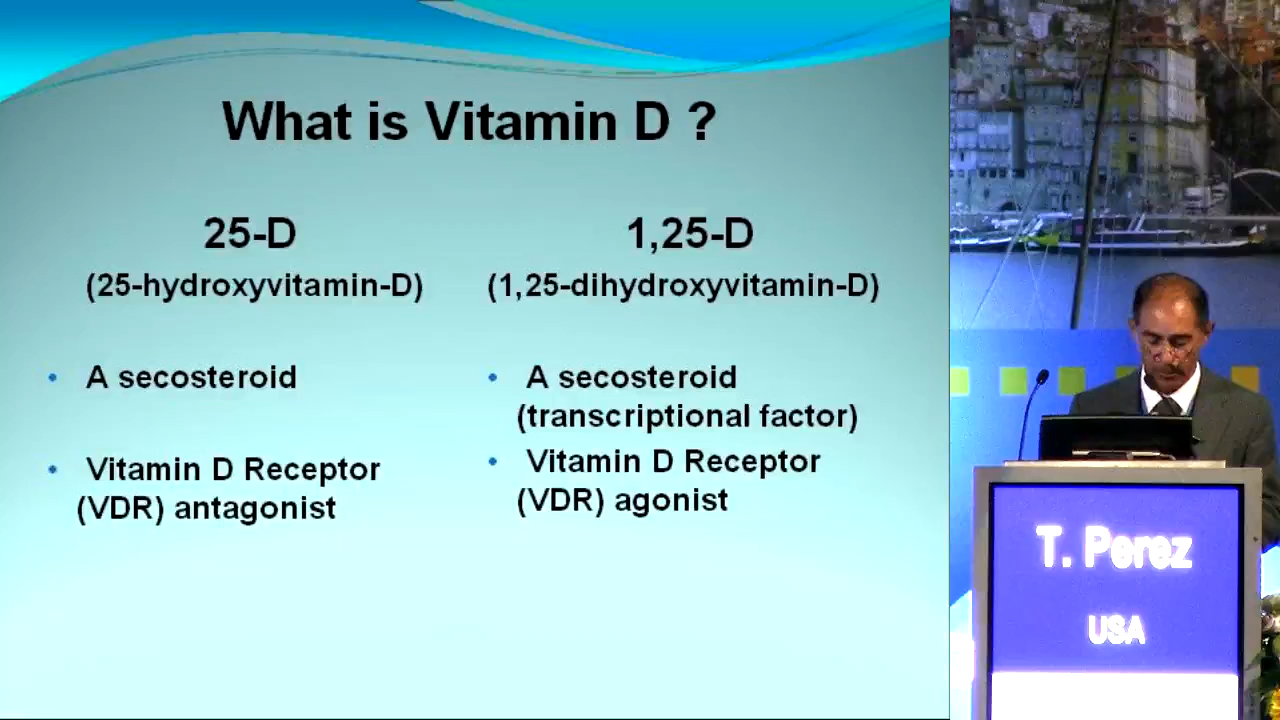 What is Vitamin D ?
25-D
(25-hydroxyvitamin-D)
• A secosteroid
• Vitamin D Receptor
(VDR) antagonist
1,25-D
(1,25-dihydroxyvitamin-D)
• A secosteroid
(transcriptional factor)
• Vitamin D Receptor
(VDR) agonist
T. Perez
USA